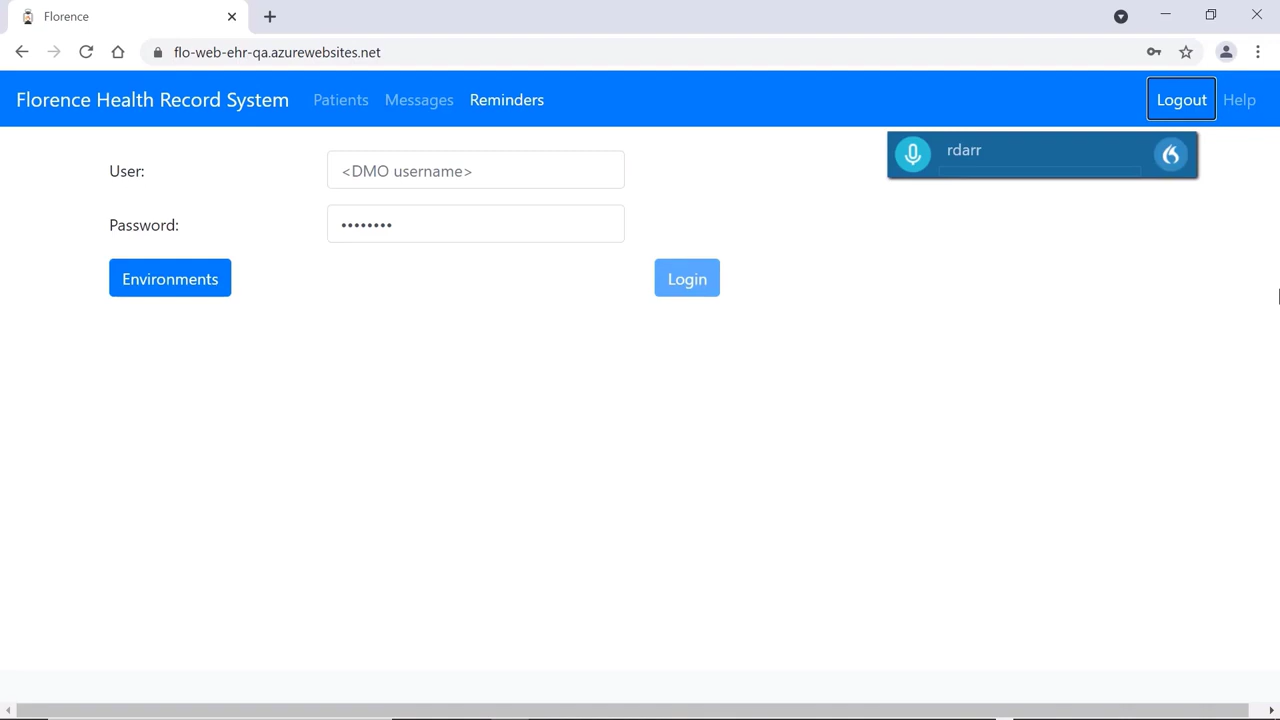 Florence
flo-web-ehr-qa.azurewebsites.net
Florence Health Record System Patients Messages Reminders Logout Help
rdarr
User: <DMO username>
Password: ••••••••
Environments Login